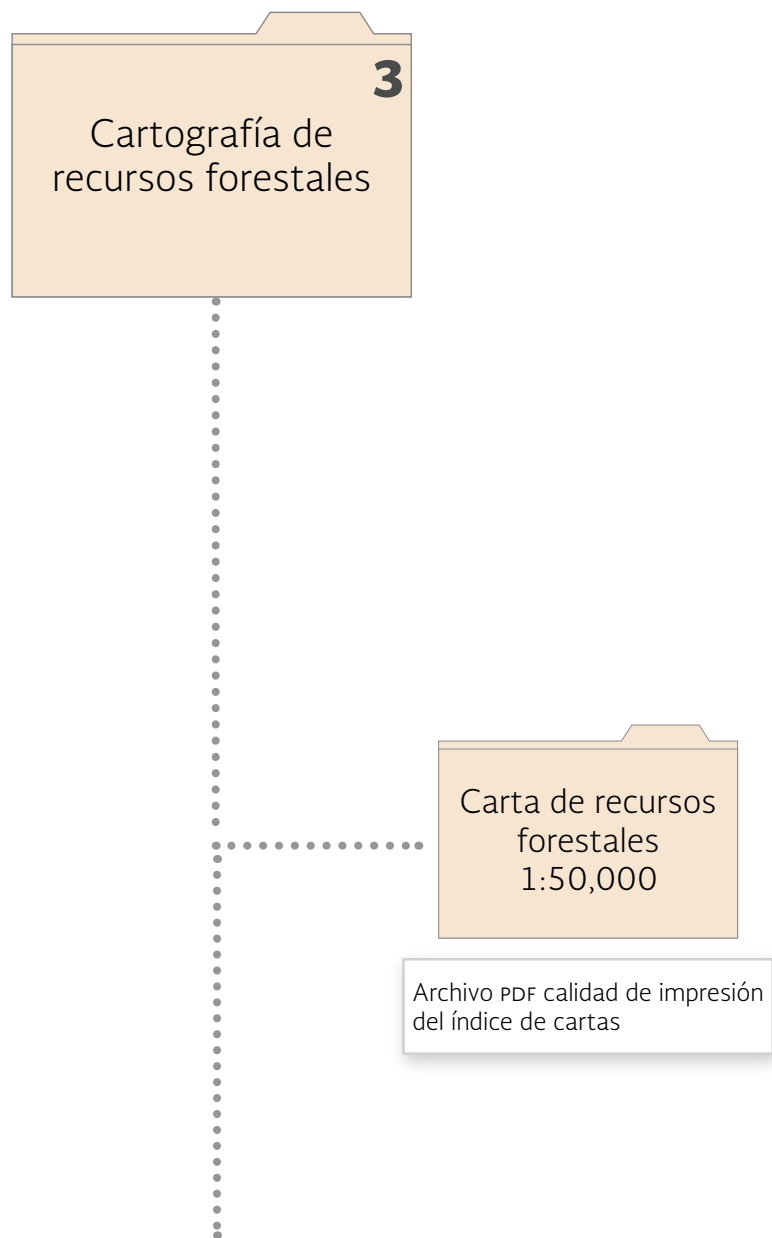 3
Cartografía de
recursos forestales
Carta de recursos
forestales
1:50,000
Archivo PDF calidad de impresión
del índice de cartas